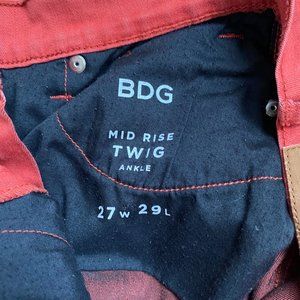 BDG
MID RISE
TWIG
ANKLE
27W 29L